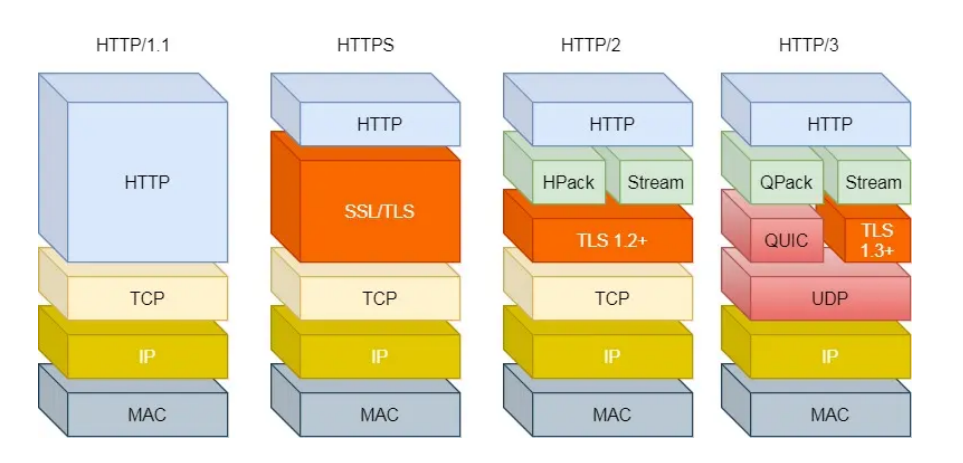 HTTP/1.1 HTTPS HTTP/2 HTTP/3
HTTP HTTP HTTP
HTTP SSL/TLS HPack Stream QPack Stream
TLS 1.2+ QUIC TLS
1.3+
TCP TCP TCP UDP
IP IP IP IP
MAC MAC MAC MAC